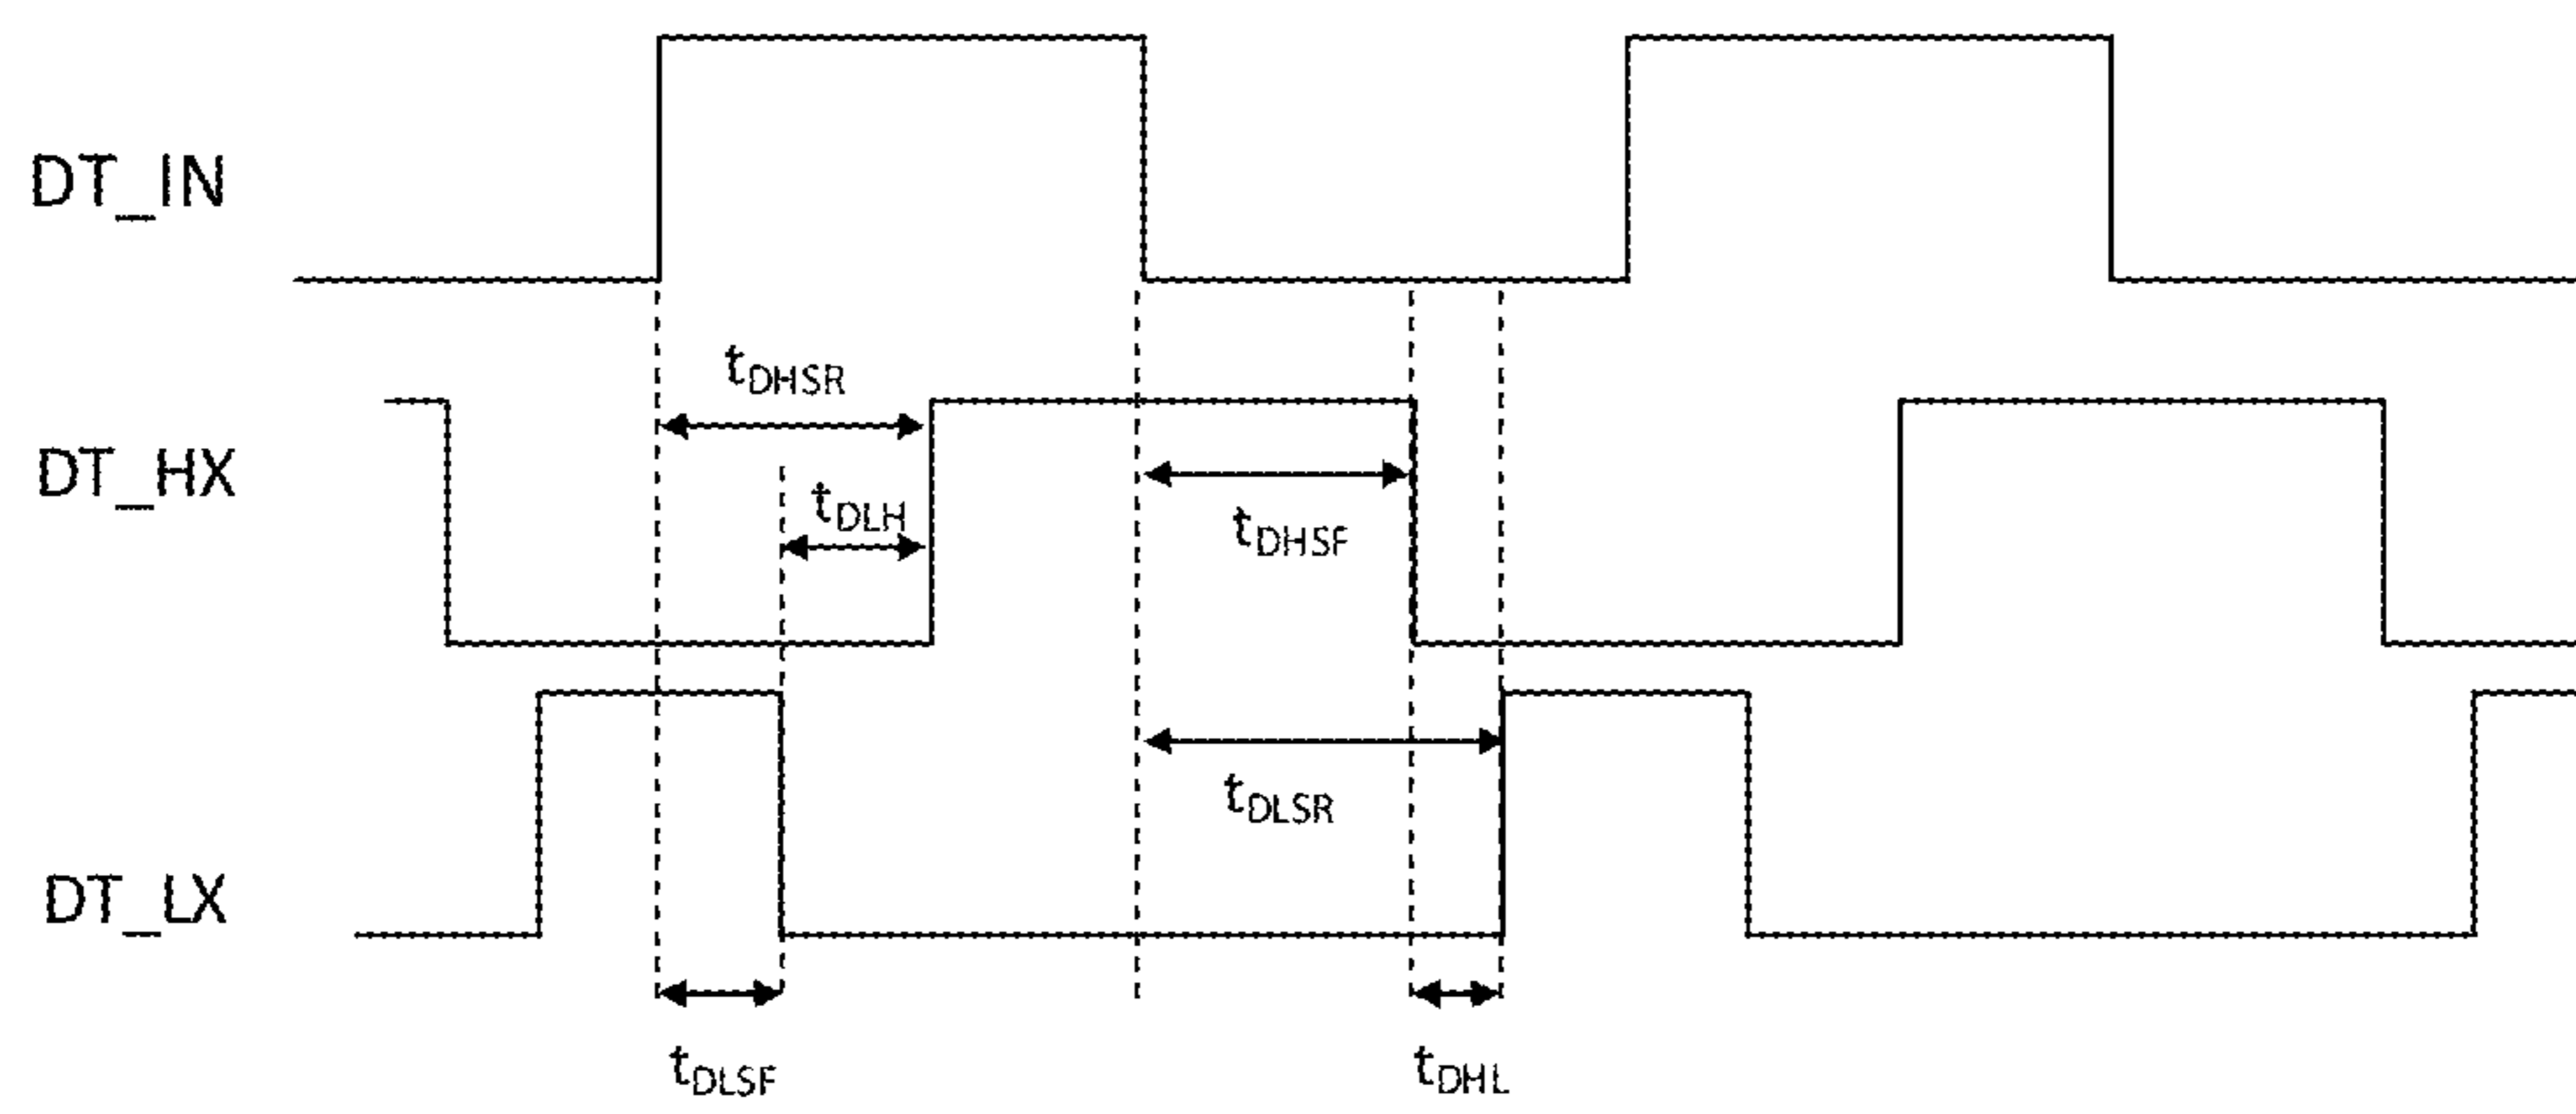 DT_IN
tDHSR
DT_HX
tDLH
tDHSF
tDLSR
DT_LX
tDLSF
tDHL